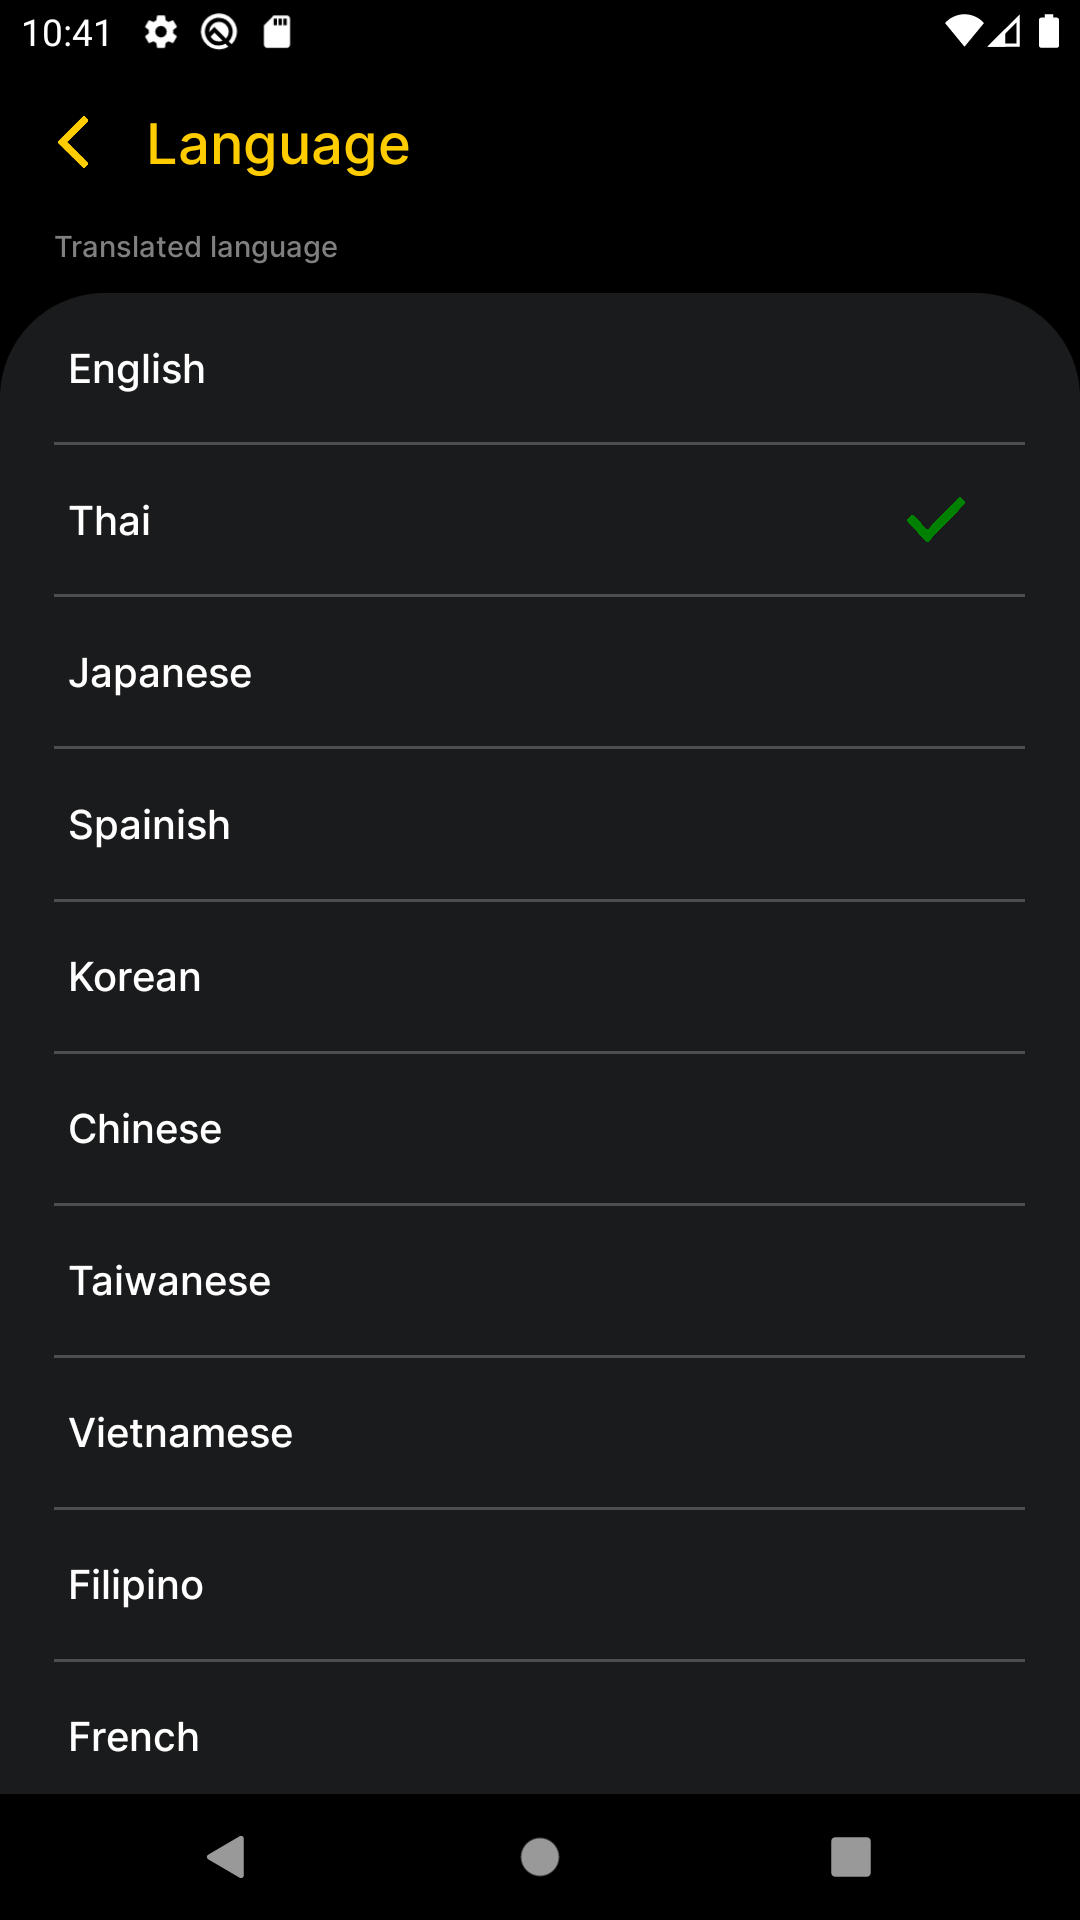 10:41
Language
Translated language
English
Thai
Japanese
Spainish
Korean
Chinese
Taiwanese
Vietnamese
Filipino
French